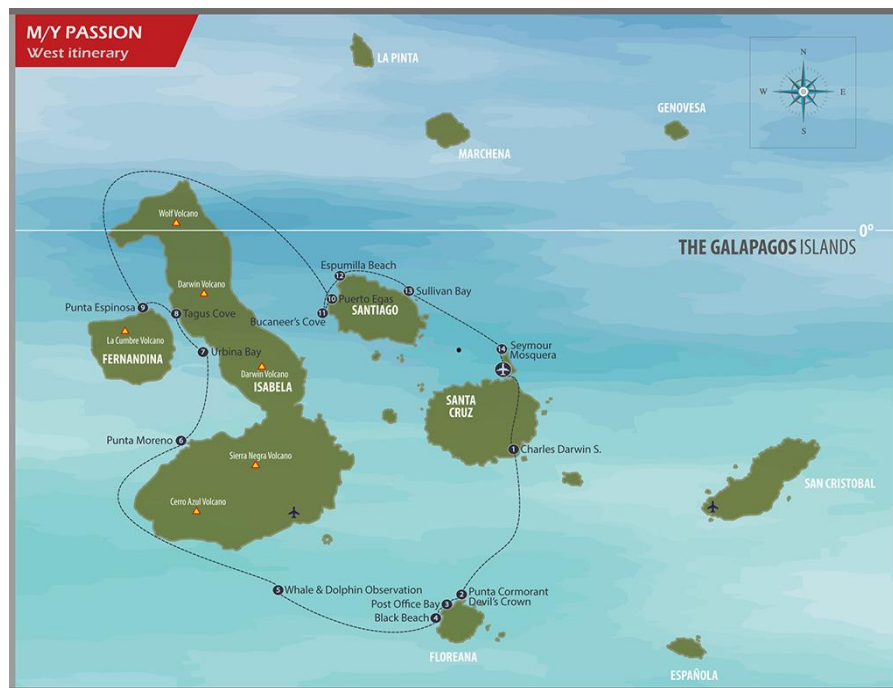 M/Y PASSION
West itinerary
LA PINTA
N
W E
S
GENOVESA
MARCHENA
Wolf Volcano
0º
THE GALAPAGOS ISLANDS
Espumilla Beach
12
Darwin Volcano
13 Sullivan Bay
10 Puerto Egas
Punta Espinosa 9
8 Tagus Cove
11
Bucaneer's Cove
SANTIAGO
La Cumbre Volcano
FERNANDINA
7 Urbina Bay
14 Seymour
Mosquera
Darwin Volcano
ISABELA
SANTA
CRUZ
Punta Moreno 6
1 Charles Darwin S.
Sierra Negra Volcano
SAN CRISTOBAL
Cerro Azul Volcano
5 Whale & Dolphin Observation
2 Punta Cormorant
Devil's Crown
Post Office Bay 3
Black Beach 4
FLOREANA
ESPAÑOLA